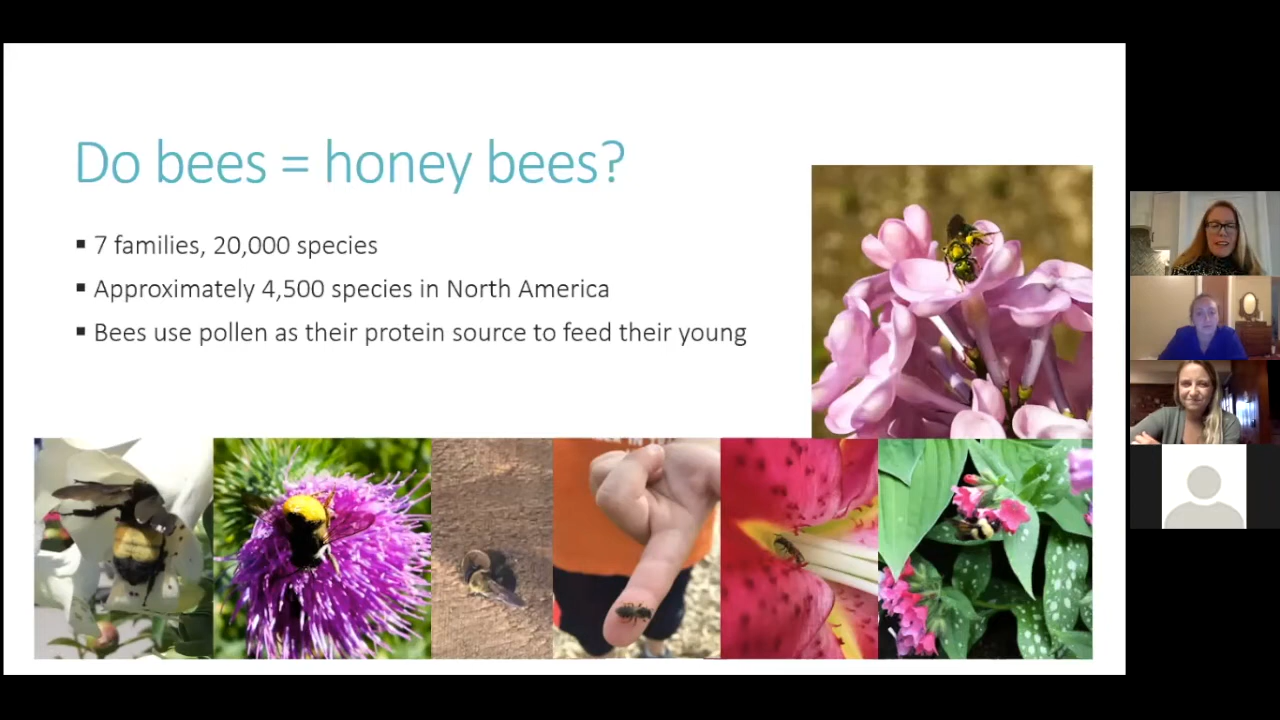 Do bees = honey bees?
▪ 7 families, 20,000 species
▪ Approximately 4,500 species in North America
▪ Bees use pollen as their protein source to feed their young